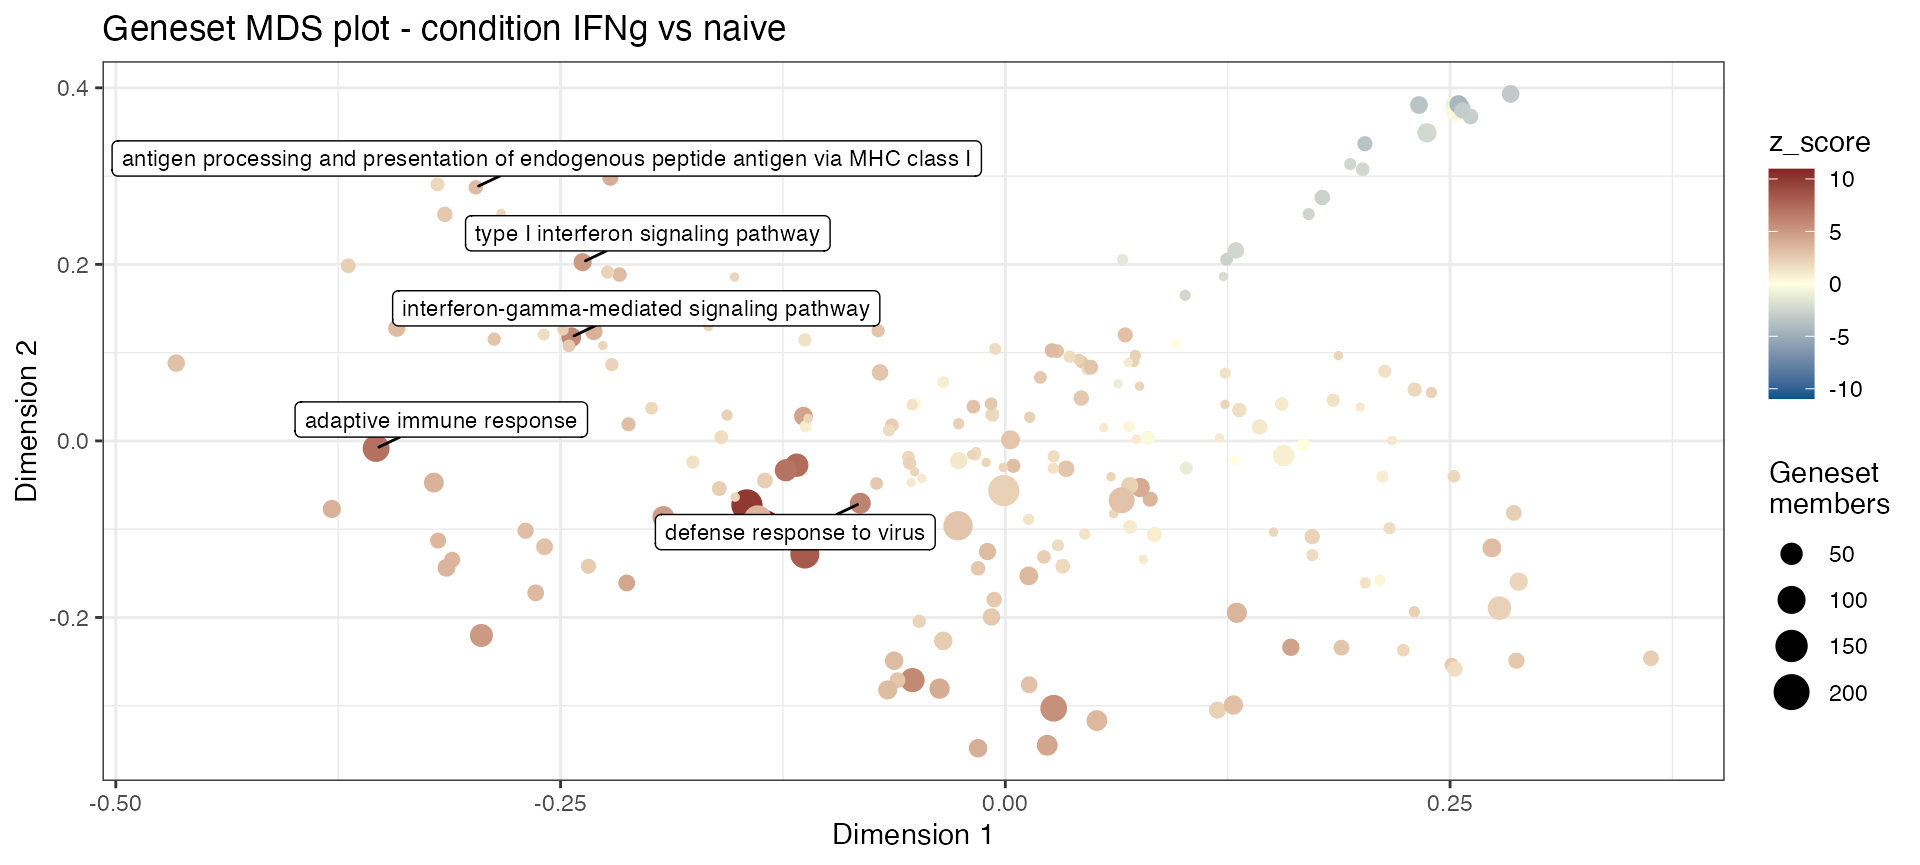 Geneset MDS plot - condition IFNg vs naive
0.4
0.2
0.0
-0.2
Dimension 2
antigen processing and presentation of endogenous peptide antigen via MHC class I
type I interferon signaling pathway
interferon-gamma-mediated signaling pathway
adaptive immune response
defense response to virus
-0.50
-0.25
0.00
0.25
Dimension 1
z_score
10
5
0
-5
-10
Geneset
members
50
100
150
200